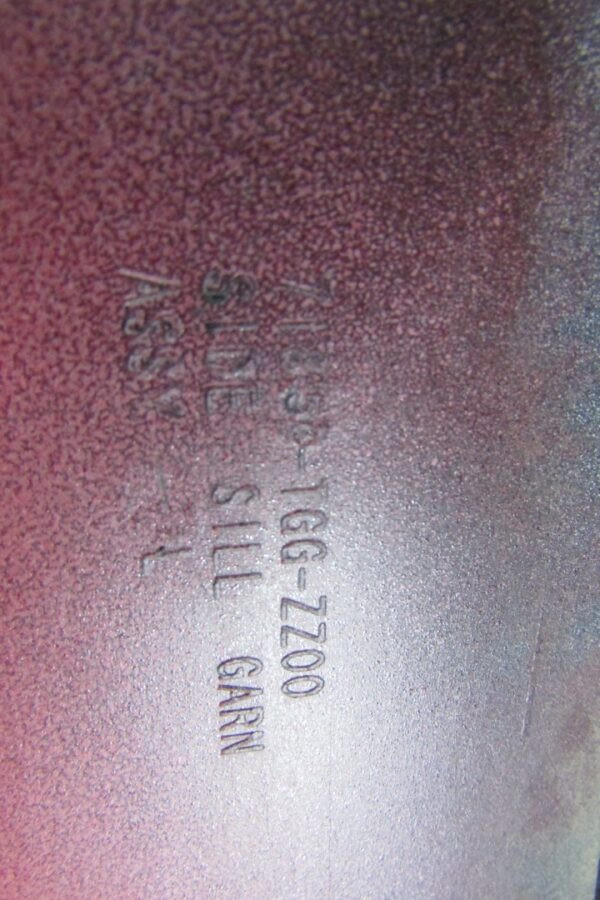 71850-TGG-ZZ00
SIDE SILL GARN
ASSY L